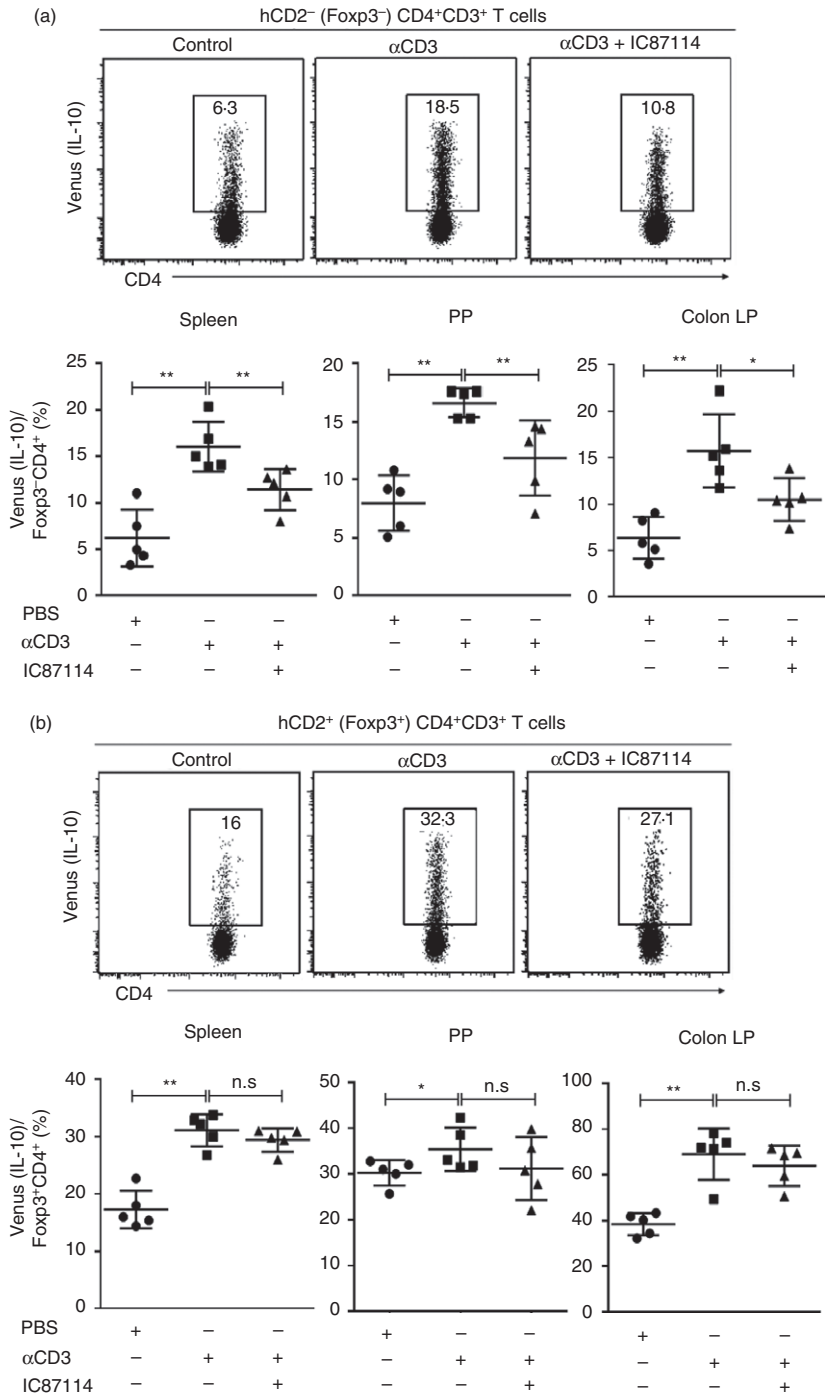 (a)
hCD2⁻ (Foxp3⁻) CD4⁺CD3⁺ T cells
Control αCD3 αCD3 + IC87114
6·3 18·5 10·8
Venus (IL-10)
CD4
Spleen PP Colon LP
Venus (IL-10)/
Foxp3⁻CD4⁺ (%)
** ** ** ** ** *
25 20 25
20 15 20
15 10 15
10 5 10
5 0 5
0 0
PBS + – – + – – + – –
αCD3 – + + – + + – + +
IC87114 – – + – – + – – +
(b)
hCD2⁺ (Foxp3⁺) CD4⁺CD3⁺ T cells
Control αCD3 αCD3 + IC87114
16 32·3 27·1
Venus (IL-10)
CD4
Spleen PP Colon LP
Venus (IL-10)/
Foxp3⁺CD4⁺ (%)
** n.s * n.s ** n.s
40 50 100
30 40 80
20 30 60
10 20 40
0 10 20
0 0
PBS + – – + – – + – –
αCD3 – + + – + + – + +
IC87114 – – + – – + – – +